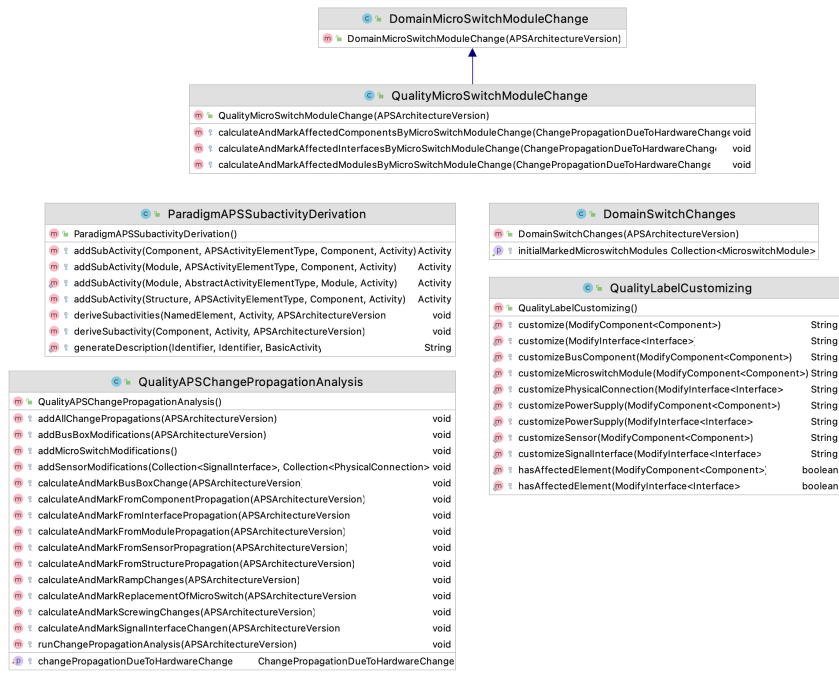 DomainMicroSwitchModuleChange
DomainMicroSwitchModuleChange(APSArchitectureVersion)
QualityMicroSwitchModuleChange
QualityMicroSwitchModuleChange(APSArchitectureVersion)
calculateAndMarkAffectedComponentsByMicroSwitchModuleChange(ChangePropagationDueToHardwareChange void
calculateAndMarkAffectedInterfacesByMicroSwitchModuleChange(ChangePropagationDueToHardwareChange void
calculateAndMarkAffectedModulesByMicroSwitchModuleChange(ChangePropagationDueToHardwareChange void
ParadigmAPSSubactivityDerivation
ParadigmAPSSubactivityDerivation()
addSubActivity(Component, APSActivityElementType, Component, Activity) Activity
addSubActivity(Module, APSActivityElementType, Component, Activity) Activity
addSubActivity(Module, AbstractActivityElementType, Module, Activity) Activity
addSubActivity(Structure, APSActivityElementType, Component, Activity) Activity
deriveSubactivities(NamedElement, Activity, APSArchitectureVersion void
deriveSubactivity(Component, Activity, APSArchitectureVersion) void
generateDescription(Identifier, Identifier, BasicActivity String
DomainSwitchChanges
DomainSwitchChanges(APSArchitectureVersion)
initialMarkedMicroswitchModules Collection<MicroswitchModule>
QualityLabelCustomizing
QualityLabelCustomizing()
customize(ModifyComponent<Component>) String
customize(ModifyInterface<Interface> String
customizeBusComponent(ModifyComponent<Component>) String
customizeMicroswitchModule(ModifyComponent<Component>) String
customizePhysicalConnection(ModifyInterface<Interface> String
customizePowerSupply(ModifyComponent<Component>) String
customizePowerSupply(ModifyInterface<Interface> String
customizeSensor(ModifyComponent<Component>) String
customizeSignalInterface(ModifyInterface<Interface> String
hasAffectedElement(ModifyComponent<Component> boolean
hasAffectedElement(ModifyInterface<Interface> boolean
QualityAPSChangePropagationAnalysis
QualityAPSChangePropagationAnalysis()
addAllChangePropagations(APSArchitectureVersion) void
addBusBoxModifications(APSArchitectureVersion) void
addMicroSwitchModifications() void
addSensorModifications(Collection<SignalInterface>, Collection<PhysicalConnection> void
calculateAndMarkBusBoxChange(APSArchitectureVersion void
calculateAndMarkFromComponentPropagation(APSArchitectureVersion) void
calculateAndMarkFromInterfacePropagation(APSArchitectureVersion void
calculateAndMarkFromModulePropagation(APSArchitectureVersion) void
calculateAndMarkFromSensorPropragration(APSArchitectureVersion) void
calculateAndMarkFromStructurePropagation(APSArchitectureVersion) void
calculateAndMarkRampChanges(APSArchitectureVersion) void
calculateAndMarkReplacementOfMicroSwitch(APSArchitectureVersion void
calculateAndMarkScrewingChanges(APSArchitectureVersion) void
calculateAndMarkSignalInterfaceChangen(APSArchitectureVersion void
runChangePropagationAnalysis(APSArchitectureVersion) void
changePropagationDueToHardwareChange ChangePropagationDueToHardwareChange